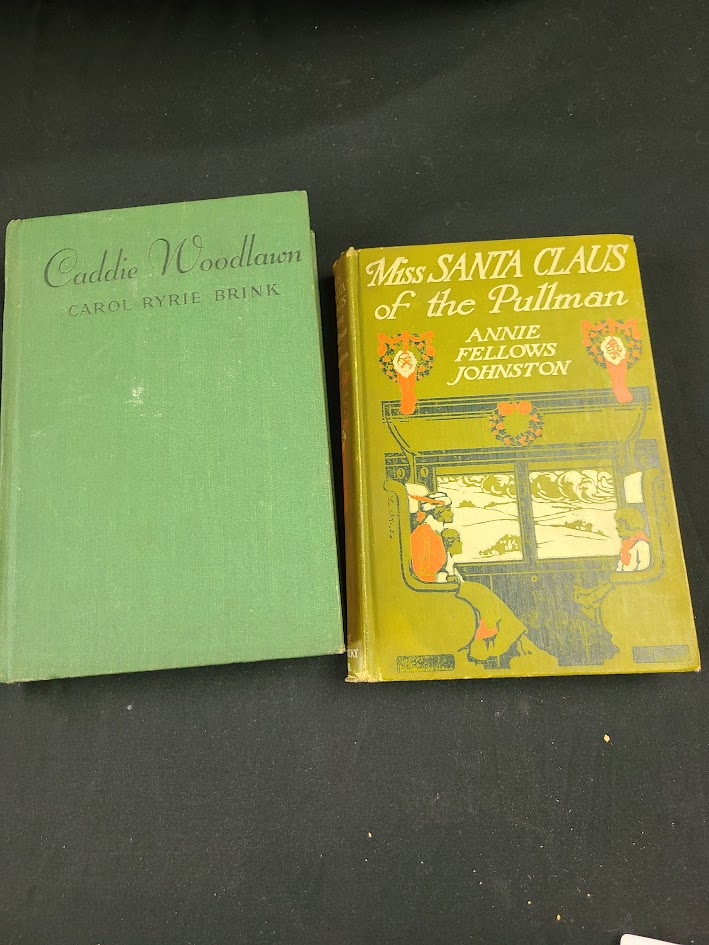 Caddie Woodlawn
CAROL RYRIE BRINK
Miss SANTA CLAUS
of the Pullman
ANNIE
FELLOWS
JOHNSTON